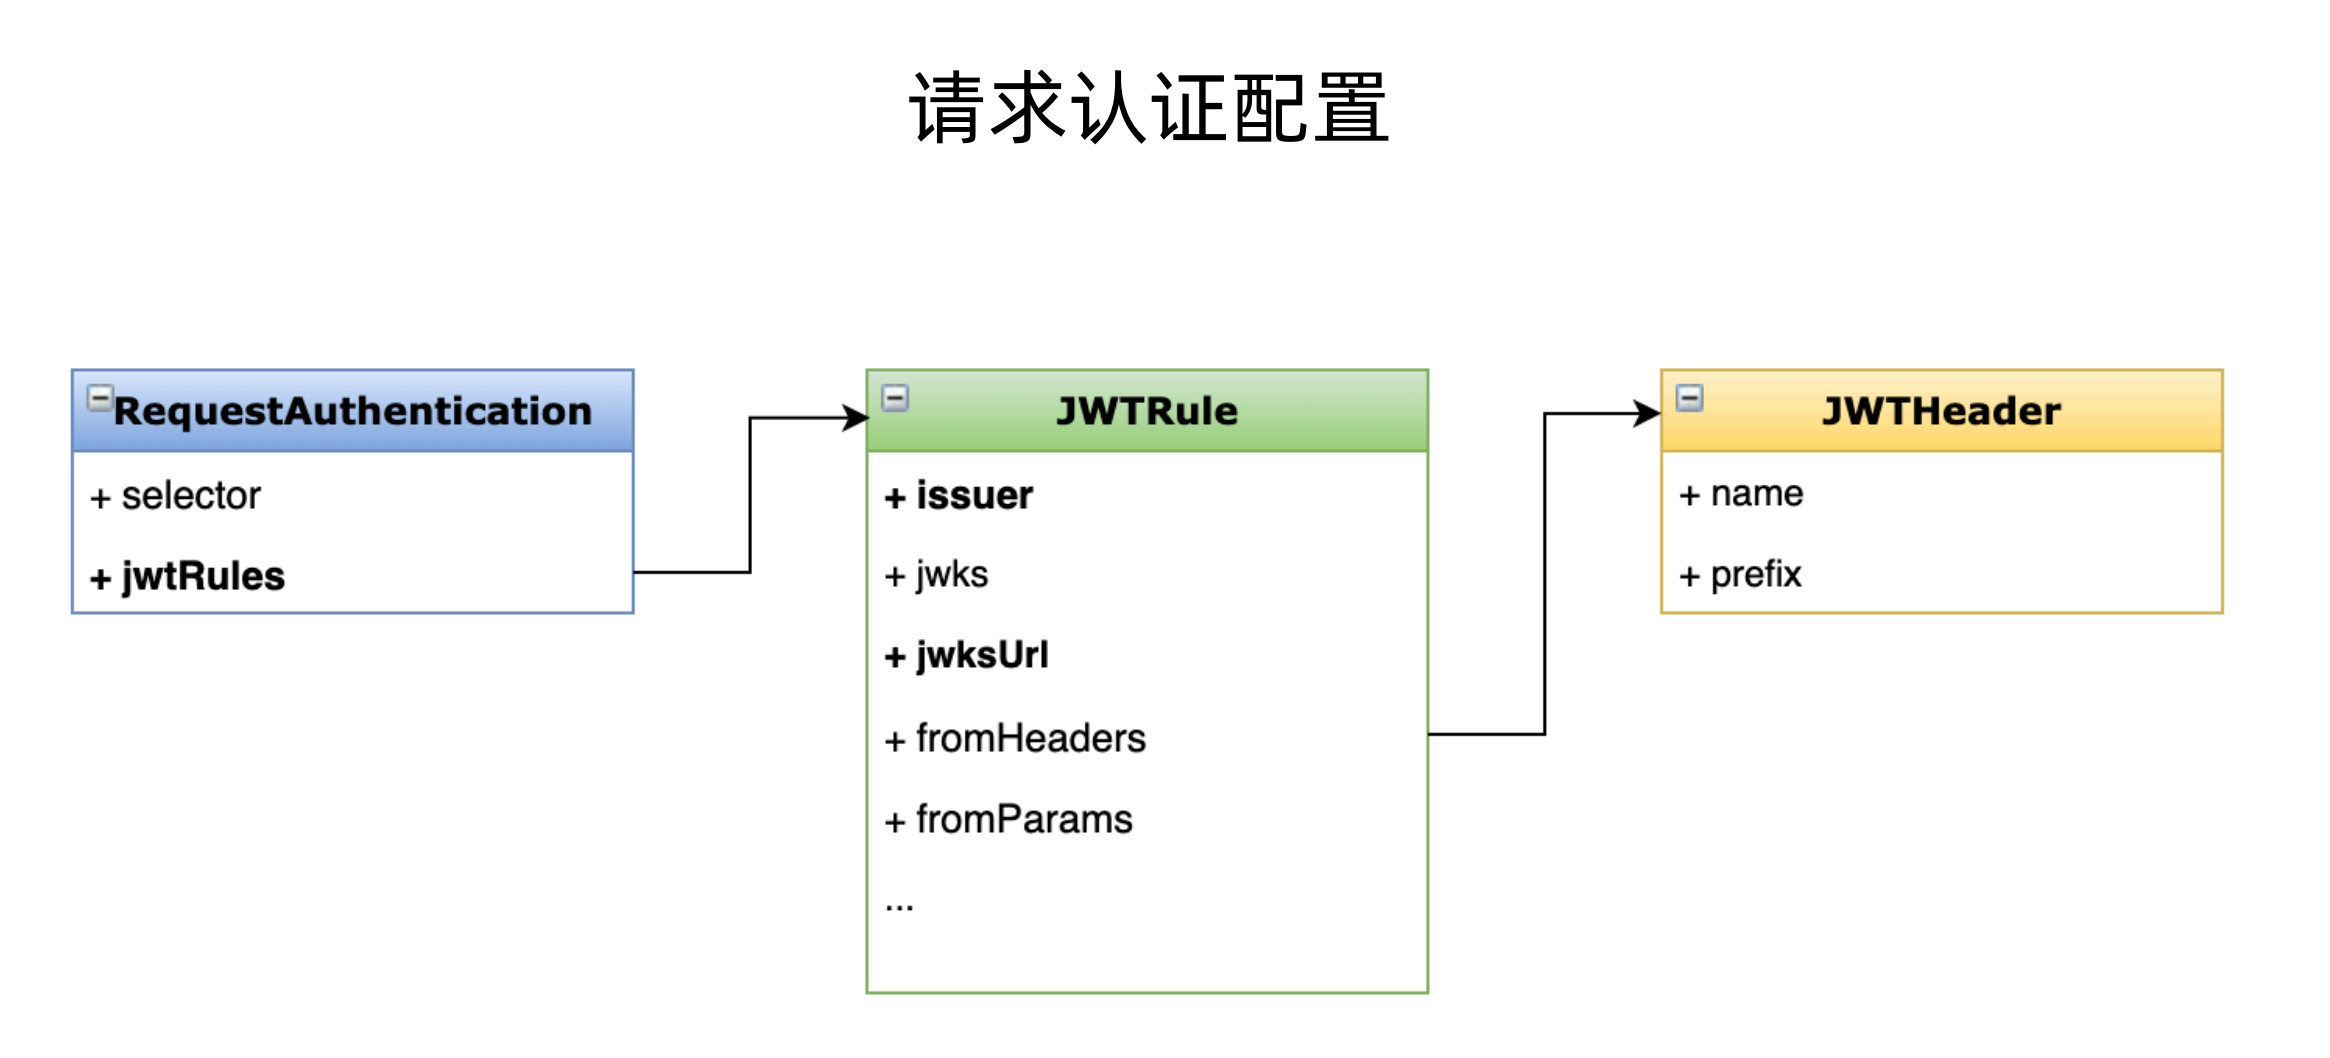 请求认证配置
RequestAuthentication
+ selector
+ jwtRules
JWTRule
+ issuer
+ jwks
+ jwksUrl
+ fromHeaders
+ fromParams
...
JWTHeader
+ name
+ prefix